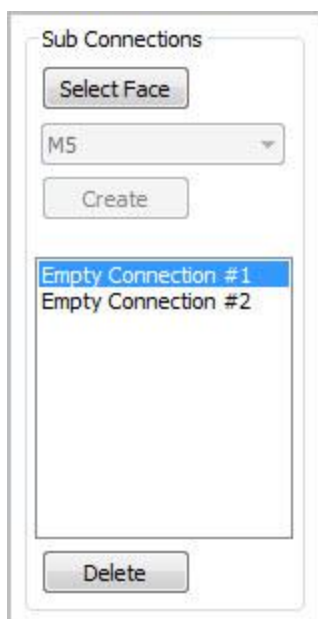 Sub Connections
Select Face
M5
Create
Empty Connection #1
Empty Connection #2
Delete